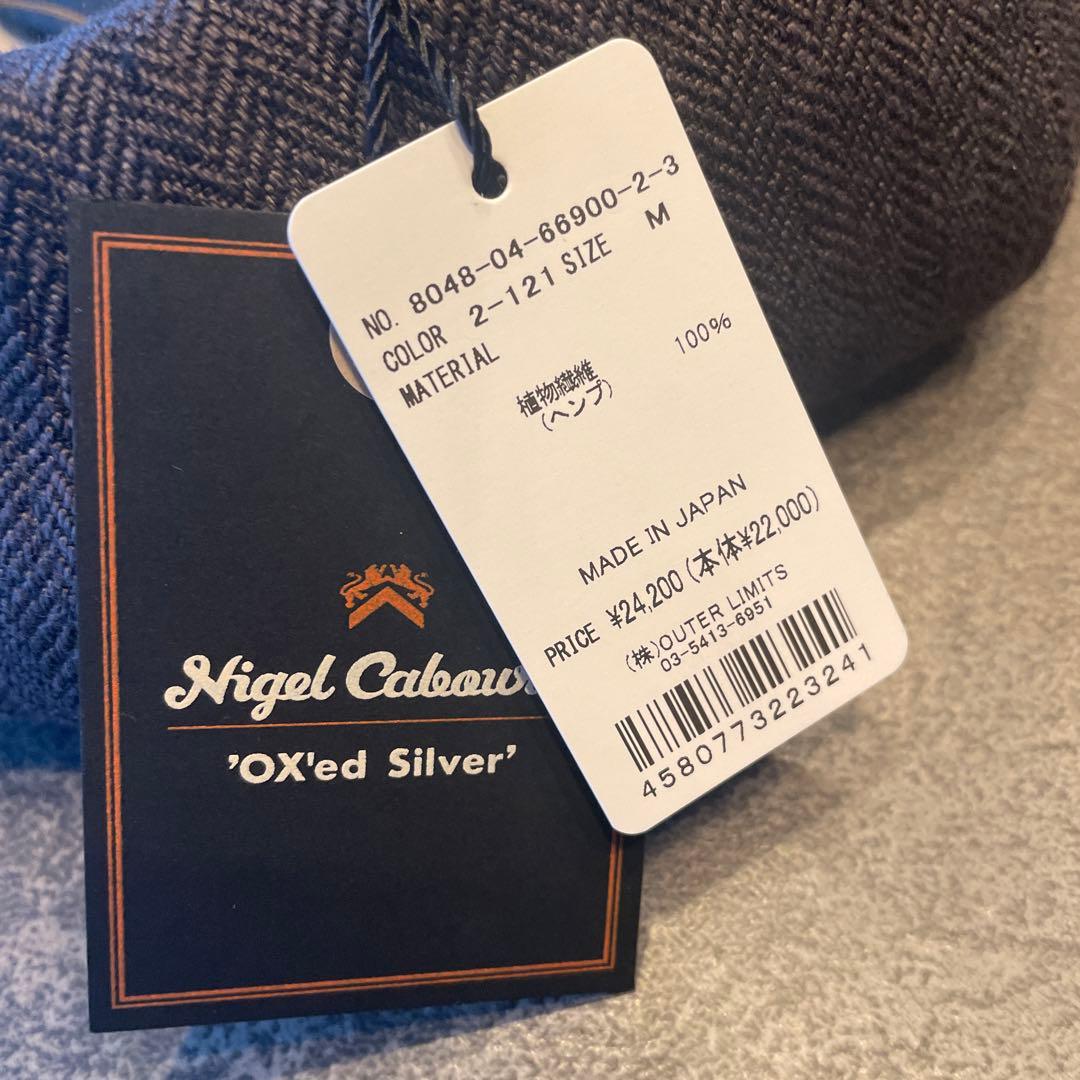 NO. 8048-04-66900-2-3
COLOR 2-121 SIZE M
MATERIAL
植物繊維 100%
(ヘンプ)
MADE IN JAPAN
PRICE ¥24,200(本体¥22,000)
(株)OUTER LIMITS
03-5413-6951
4580773223241
Nigel Cabour
'OX'ed Silver'